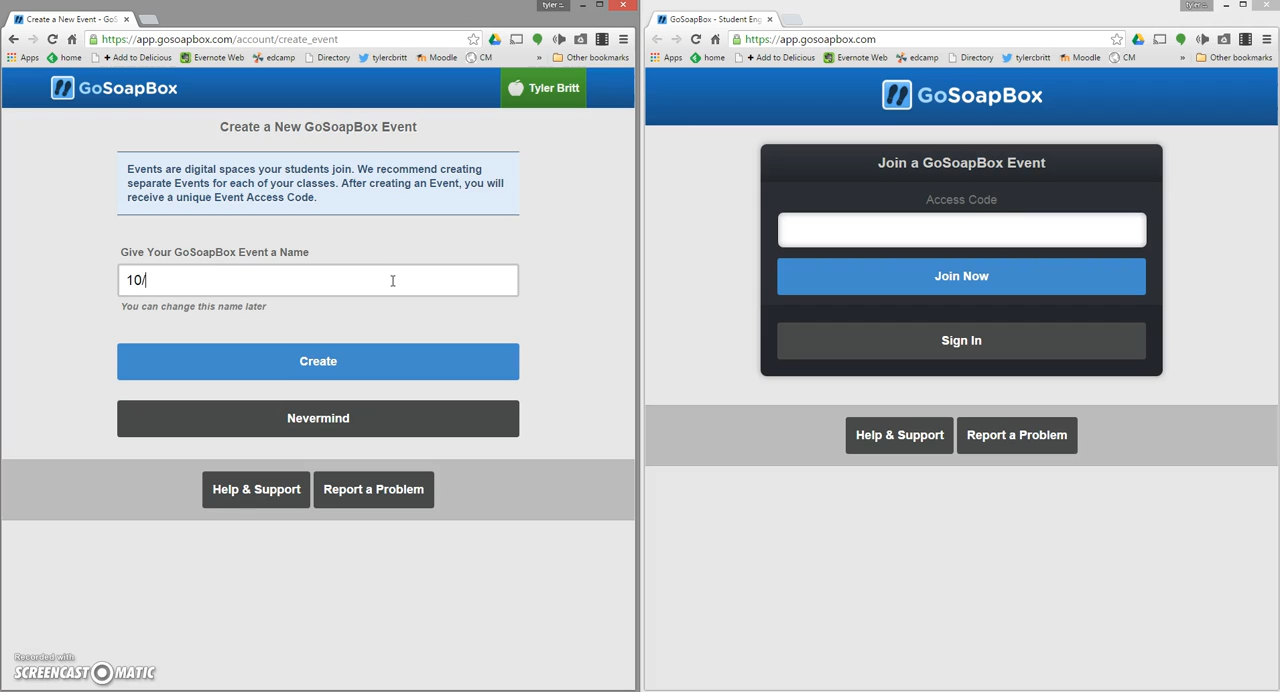 tyler
Create a New Event - GoS
https://app.gosoapbox.com/account/create_event
Apps
home
+ Add to Delicious
Evernote Web
edcamp
Directory
tylercbritt
Moodle
CM
»
Other bookmarks
GoSoapBox
Tyler Britt
Create a New GoSoapBox Event
Events are digital spaces your students join. We recommend creating
separate Events for each of your classes. After creating an Event, you will
receive a unique Event Access Code.
Give Your GoSoapBox Event a Name
10/
You can change this name later
Create
Nevermind
Help & Support
Report a Problem
Recorded with
SCREENCAST-O-MATIC
tyler
GoSoapBox - Student Eng
https://app.gosoapbox.com
Apps
home
+ Add to Delicious
Evernote Web
edcamp
Directory
tylercbritt
Moodle
CM
»
Other bookmarks
GoSoapBox
Join a GoSoapBox Event
Access Code
Join Now
Sign In
Help & Support
Report a Problem